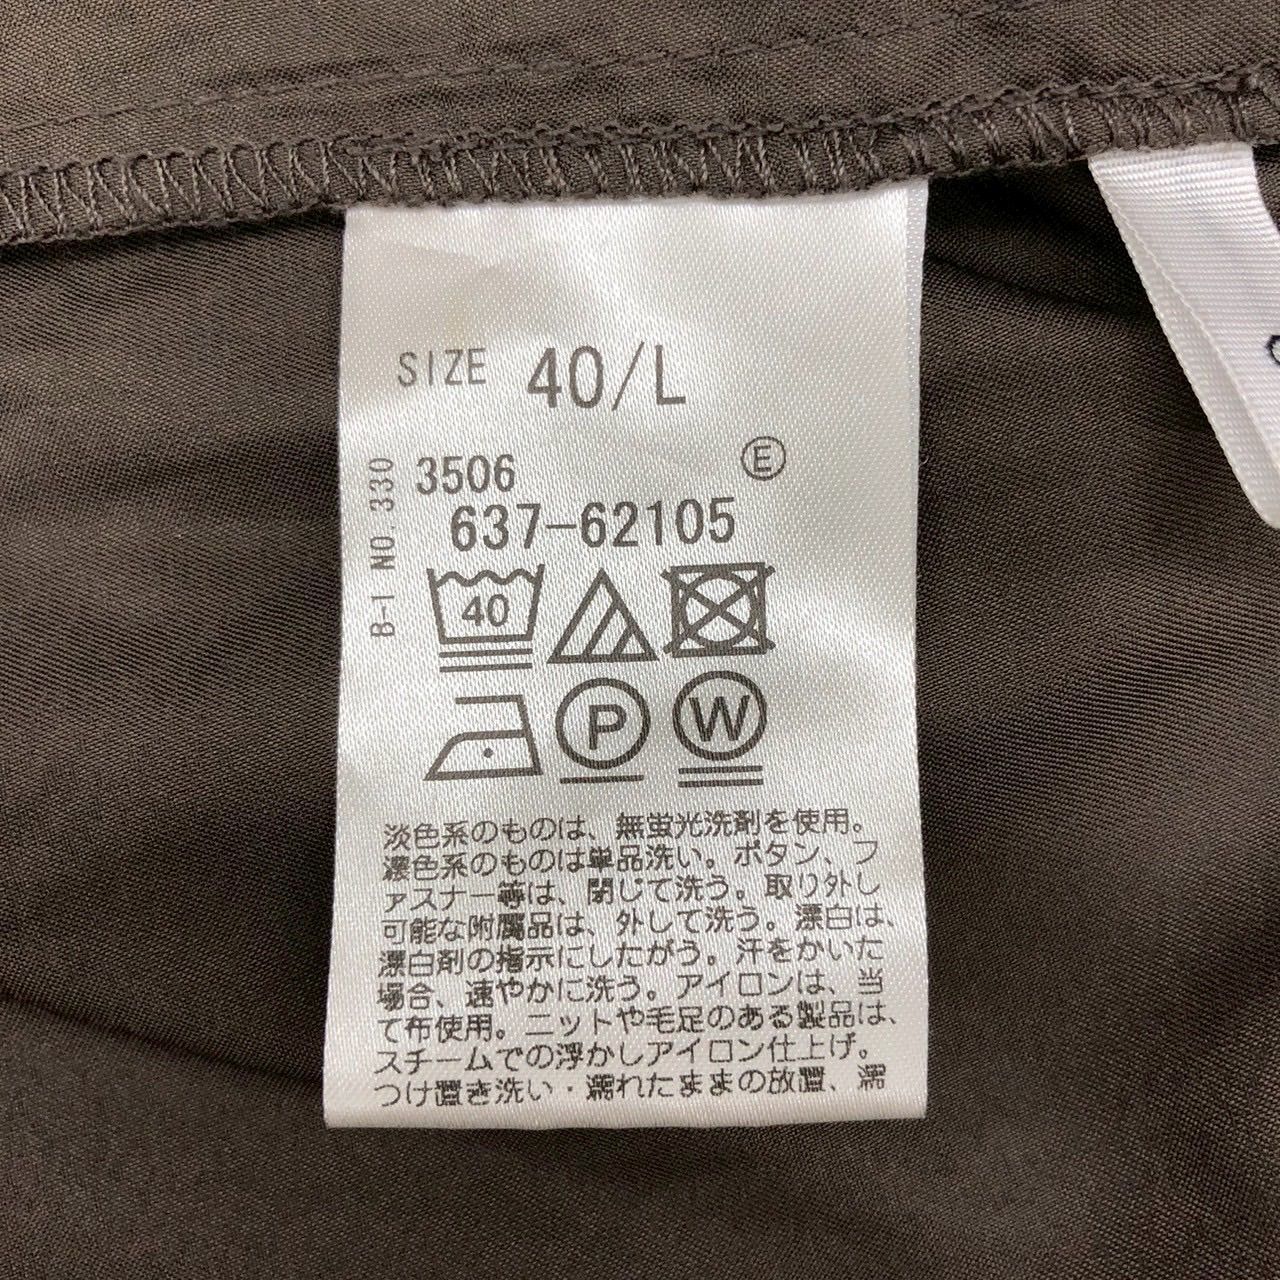 SIZE 40/L
B-1 NO.330
3506 E
637-62105
40
P W
淡色系のものは、無蛍光洗剤を使用。
濃色系のものは単品洗い。ボタン、フ
ァスナー等は、閉じて洗う。取り外し
可能な附属品は、外して洗う。漂白は、
漂白剤の指示にしたがう。汗をかいた
場合、速やかに洗う。アイロンは、当
て布使用。ニットや毛足のある製品は、
スチームでの浮かしアイロン仕上げ。
つけ置き洗い・濡れたままの放置、濡